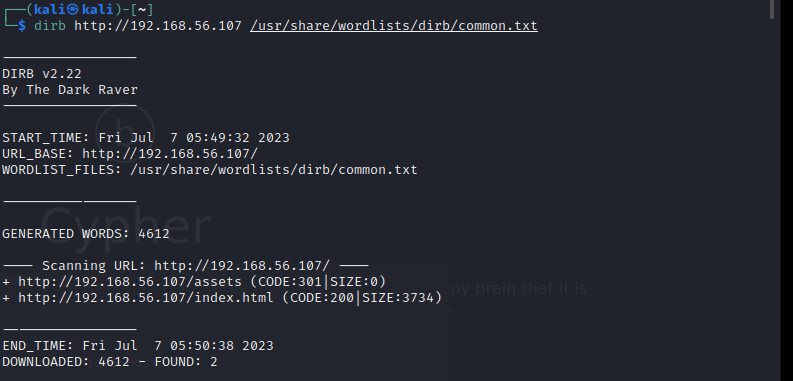 ┌──(kali㉿kali)-[~]
└─$ dirb http://192.168.56.107 /usr/share/wordlists/dirb/common.txt
-----------------
DIRB v2.22
By The Dark Raver
-----------------
START_TIME: Fri Jul  7 05:49:32 2023
URL_BASE: http://192.168.56.107/
WORDLIST_FILES: /usr/share/wordlists/dirb/common.txt
-----------------
GENERATED WORDS: 4612
---- Scanning URL: http://192.168.56.107/ ----
+ http://192.168.56.107/assets (CODE:301|SIZE:0)
+ http://192.168.56.107/index.html (CODE:200|SIZE:3734)
-----------------
END_TIME: Fri Jul  7 05:50:38 2023
DOWNLOADED: 4612 - FOUND: 2
b
Cypher
my brain that it is